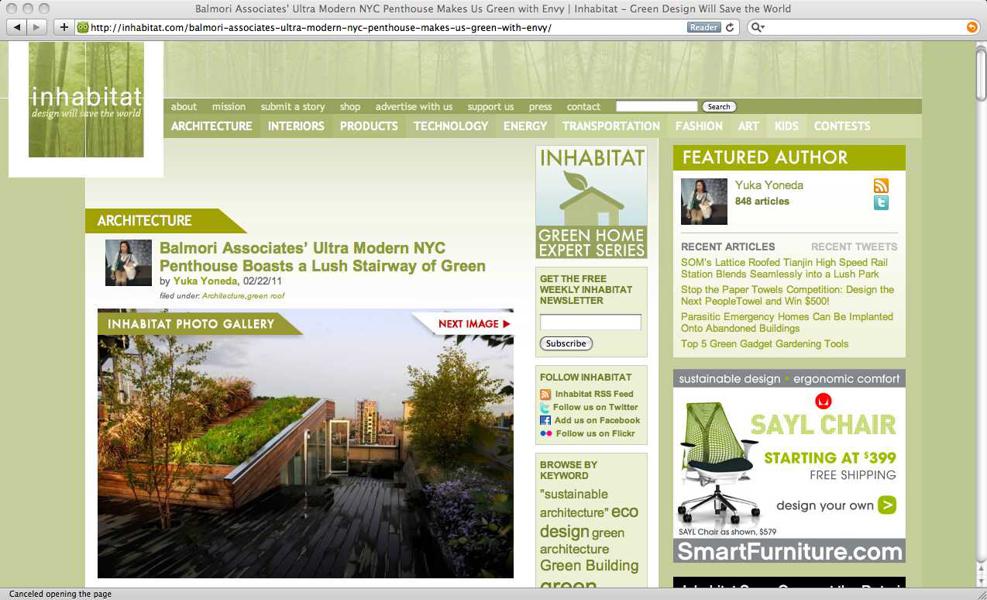 Balmori Associates' Ultra Modern NYC Penthouse Makes Us Green with Envy | Inhabitat - Green Design Will Save the World
http://inhabitat.com/balmori-associates-ultra-modern-nyc-penthouse-makes-us-green-with-envy/
Reader
inhabitat
design will save the world
about mission submit a story shop advertise with us support us press contact Search
ARCHITECTURE INTERIORS PRODUCTS TECHNOLOGY ENERGY TRANSPORTATION FASHION ART KIDS CONTESTS
ARCHITECTURE
Balmori Associates’ Ultra Modern NYC
Penthouse Boasts a Lush Stairway of Green
by Yuka Yoneda, 02/22/11
filed under: Architecture,green roof
INHABITAT PHOTO GALLERY
NEXT IMAGE
INHABITAT
GREEN HOME
EXPERT SERIES
GET THE FREE
WEEKLY INHABITAT
NEWSLETTER
Subscribe
FOLLOW INHABITAT
Inhabitat RSS Feed
Follow us on Twitter
Add us on Facebook
Follow us on Flickr
BROWSE BY
KEYWORD
"sustainable
architecture" eco
design green
architecture
Green Building
green
FEATURED AUTHOR
Yuka Yoneda
848 articles
RECENT ARTICLES RECENT TWEETS
SOM's Lattice Roofed Tianjin High Speed Rail
Station Blends Seamlessly into a Lush Park
Stop the Paper Towels Competition: Design the
Next PeopleTowel and Win $500!
Parasitic Emergency Homes Can Be Implanted
Onto Abandoned Buildings
Top 5 Green Gadget Gardening Tools
sustainable design • ergonomic comfort
SAYL CHAIR
STARTING AT $399
FREE SHIPPING
design your own >
SAYL Chair as shown, $579
SmartFurniture.com
Canceled opening the page